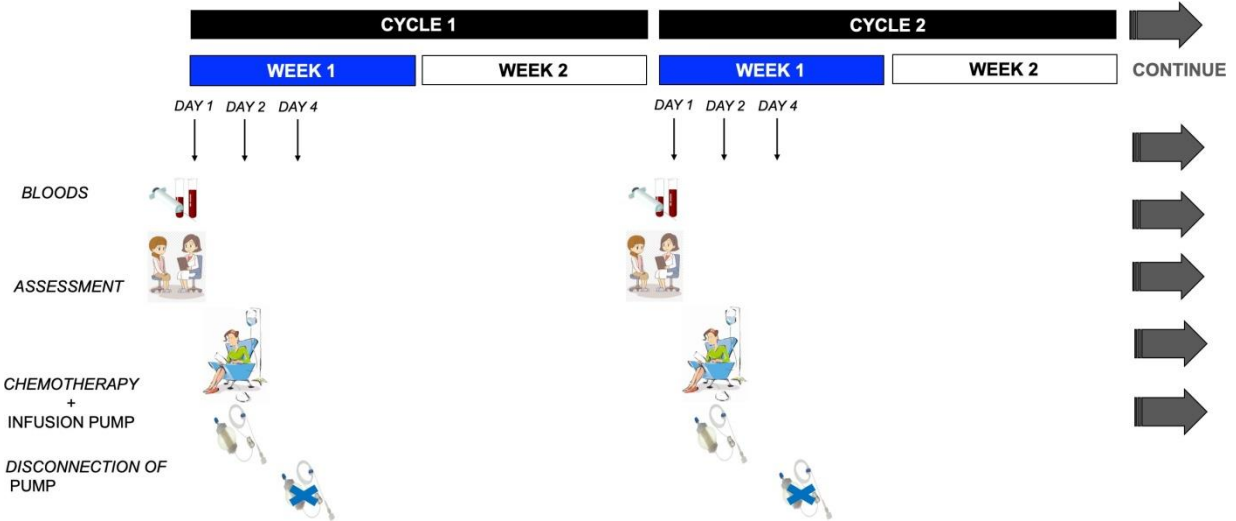 CYCLE 1 CYCLE 2
WEEK 1 WEEK 2 WEEK 1 WEEK 2 CONTINUE
DAY 1 DAY 2 DAY 4 DAY 1 DAY 2 DAY 4
BLOODS
ASSESSMENT
CHEMOTHERAPY
+
INFUSION PUMP
DISCONNECTION OF
PUMP